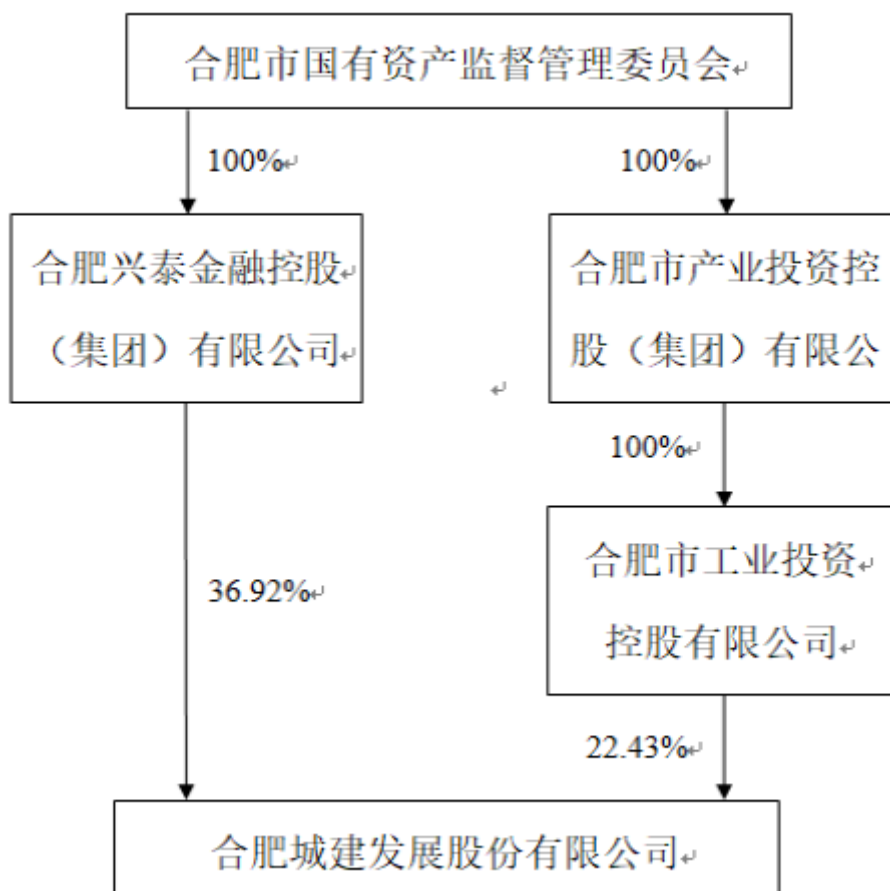 合肥市国有资产监督管理委员会
100%
100%
合肥兴泰金融控股
（集团）有限公司
合肥市产业投资控
股（集团）有限公
100%
合肥市工业投资
控股有限公司
36.92%
22.43%
合肥城建发展股份有限公司